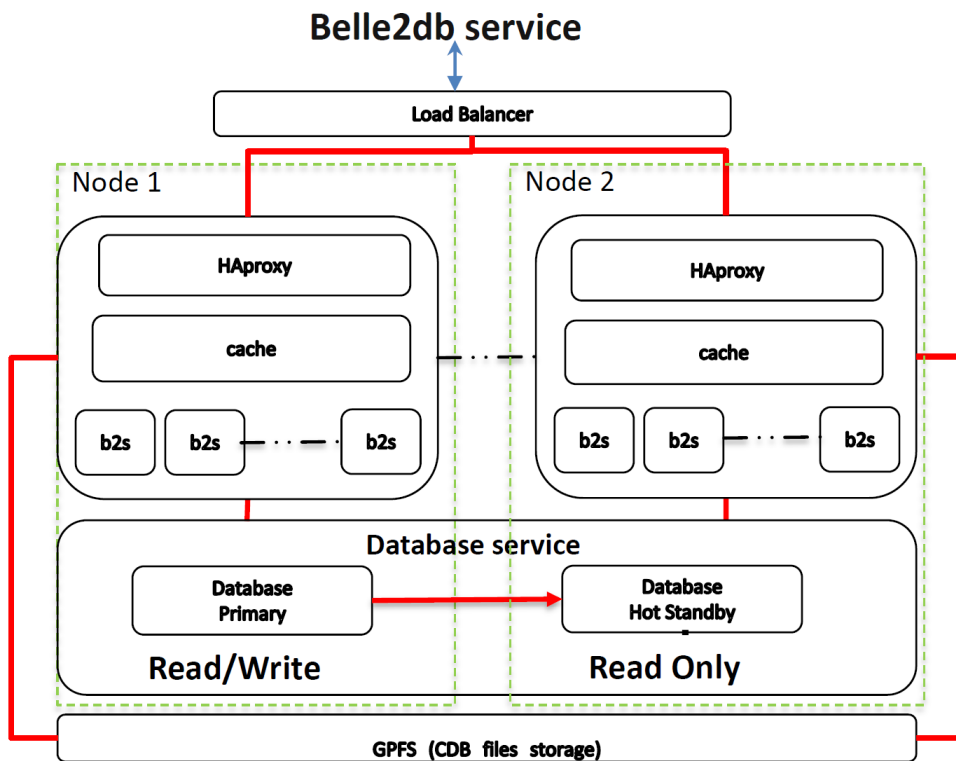 Belle2db service
Load Balancer
Node 1
Node 2
HAproxy
HAproxy
cache
cache
b2s
b2s
b2s
b2s
b2s
b2s
Database service
Database
Primary
Database
Hot Standby
Read/Write
Read Only
GPFS (CDB files storage)